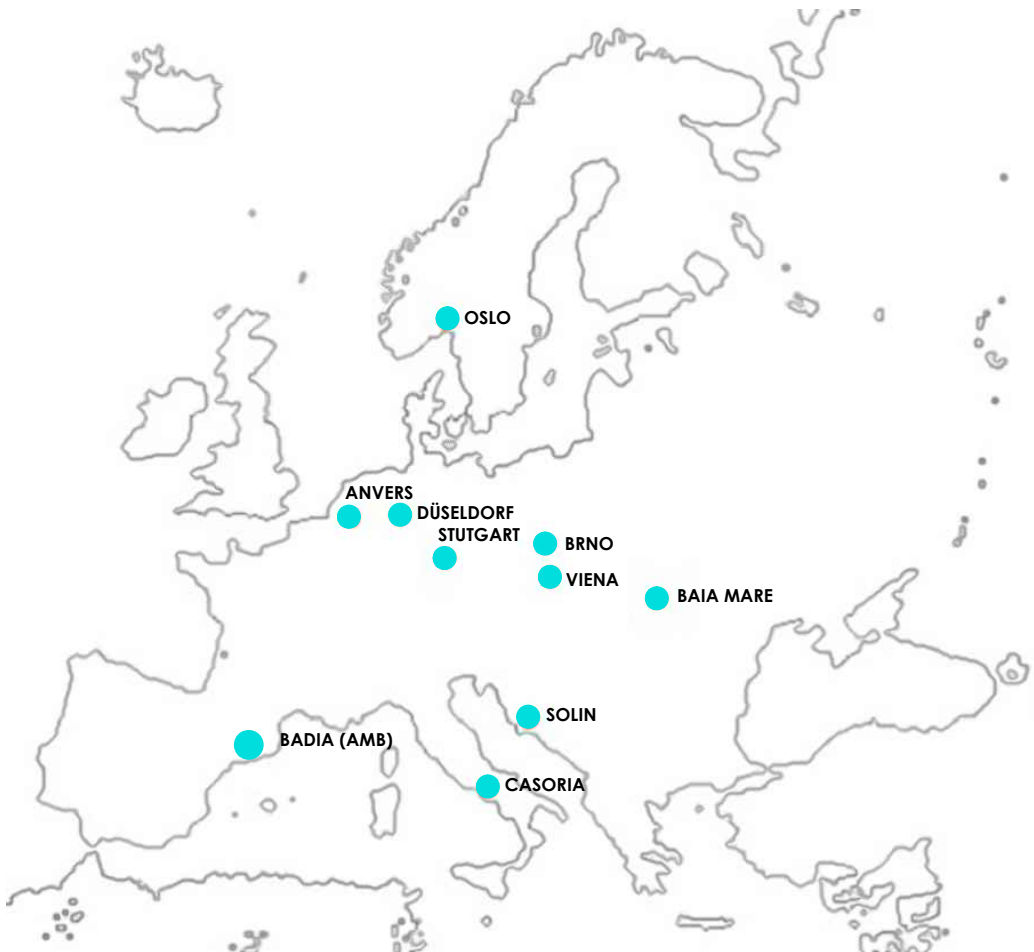 OSLO
ANVERS
DÜSELDORF
STUTGART
BRNO
VIENA
BAIA MARE
SOLIN
BADIA (AMB)
CASORIA